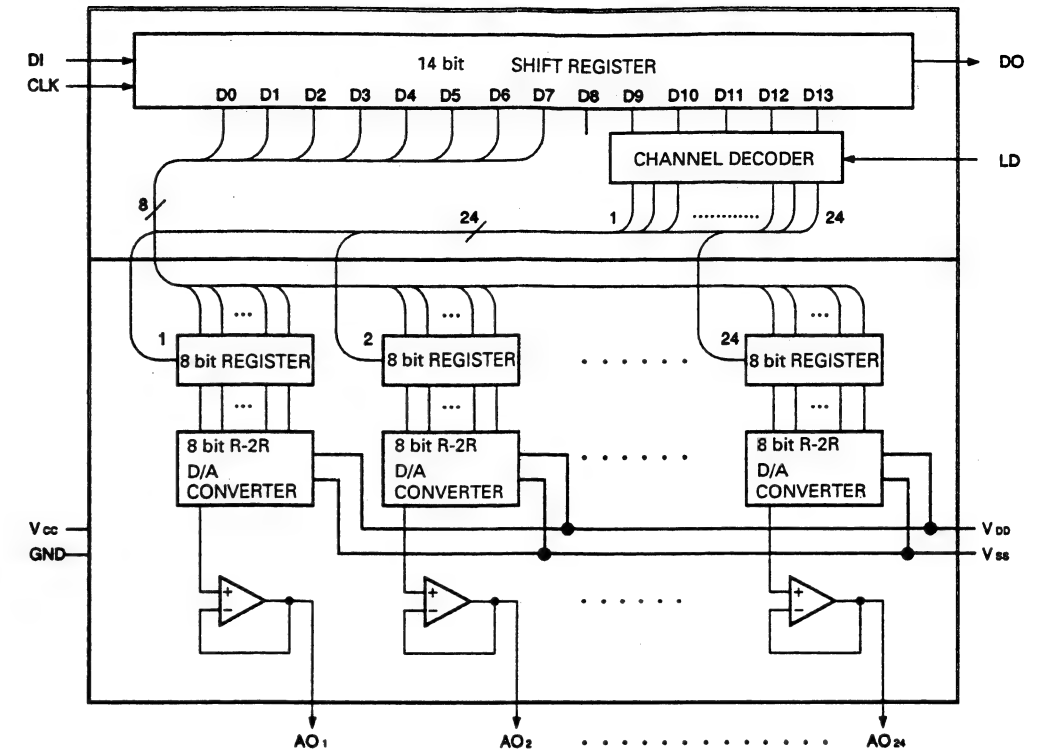 14 bit SHIFT REGISTER
DI
DO
CLK
D0 D1 D2 D3 D4 D5 D6 D7 D8 D9 D10 D11 D12 D13
CHANNEL DECODER
LD
8
24
1
24
1
2
24
8 bit REGISTER
8 bit REGISTER
8 bit REGISTER
8 bit R-2R
D/A
CONVERTER
8 bit R-2R
D/A
CONVERTER
8 bit R-2R
D/A
CONVERTER
Vcc
GND
VDD
VSS
+
−
+
−
+
−
AO1
AO2
AO24